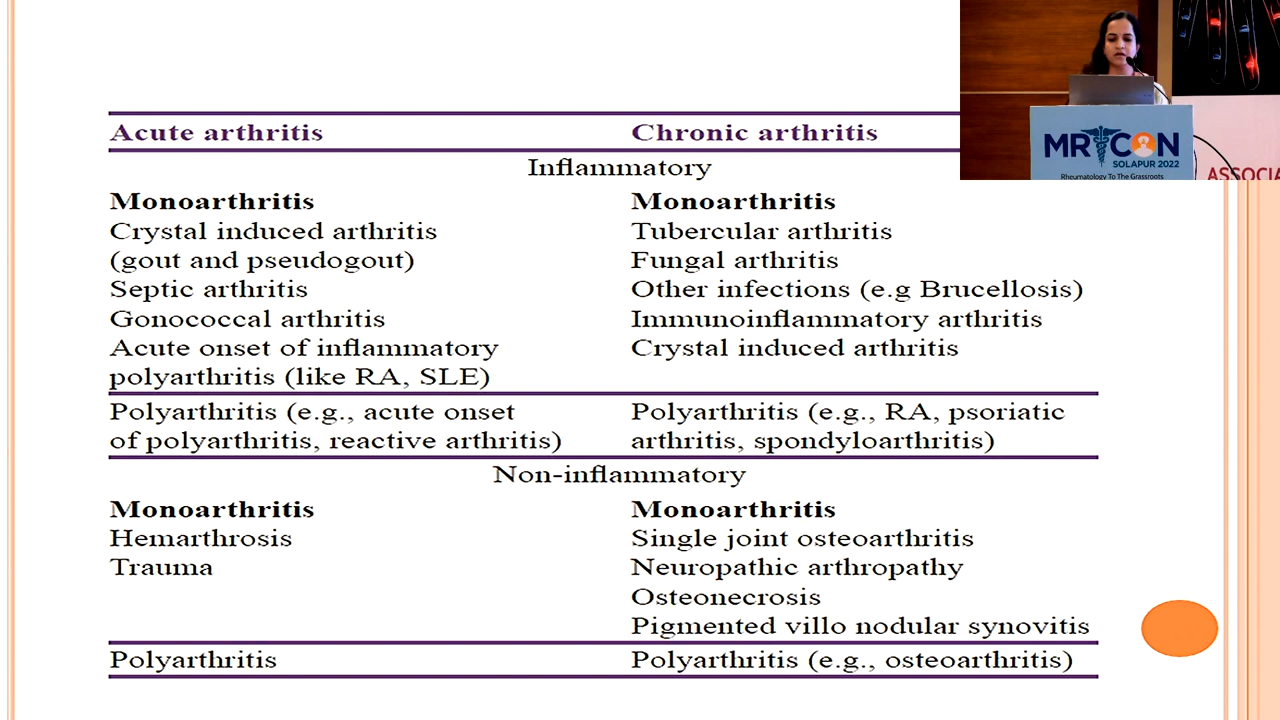 Acute arthritis Chronic arthritis
Inflammatory
Monoarthritis Monoarthritis
Crystal induced arthritis Tubercular arthritis
(gout and pseudogout) Fungal arthritis
Septic arthritis Other infections (e.g Brucellosis)
Gonococcal arthritis Immunoinflammatory arthritis
Acute onset of inflammatory Crystal induced arthritis
polyarthritis (like RA, SLE)
Polyarthritis (e.g., acute onset Polyarthritis (e.g., RA, psoriatic
of polyarthritis, reactive arthritis) arthritis, spondyloarthritis)
Non-inflammatory
Monoarthritis Monoarthritis
Hemarthrosis Single joint osteoarthritis
Trauma Neuropathic arthropathy
Osteonecrosis
Pigmented villo nodular synovitis
Polyarthritis Polyarthritis (e.g., osteoarthritis)
MR CON
SOLAPUR 2022
Rheumatology To The Grassroots
ASSOCIA